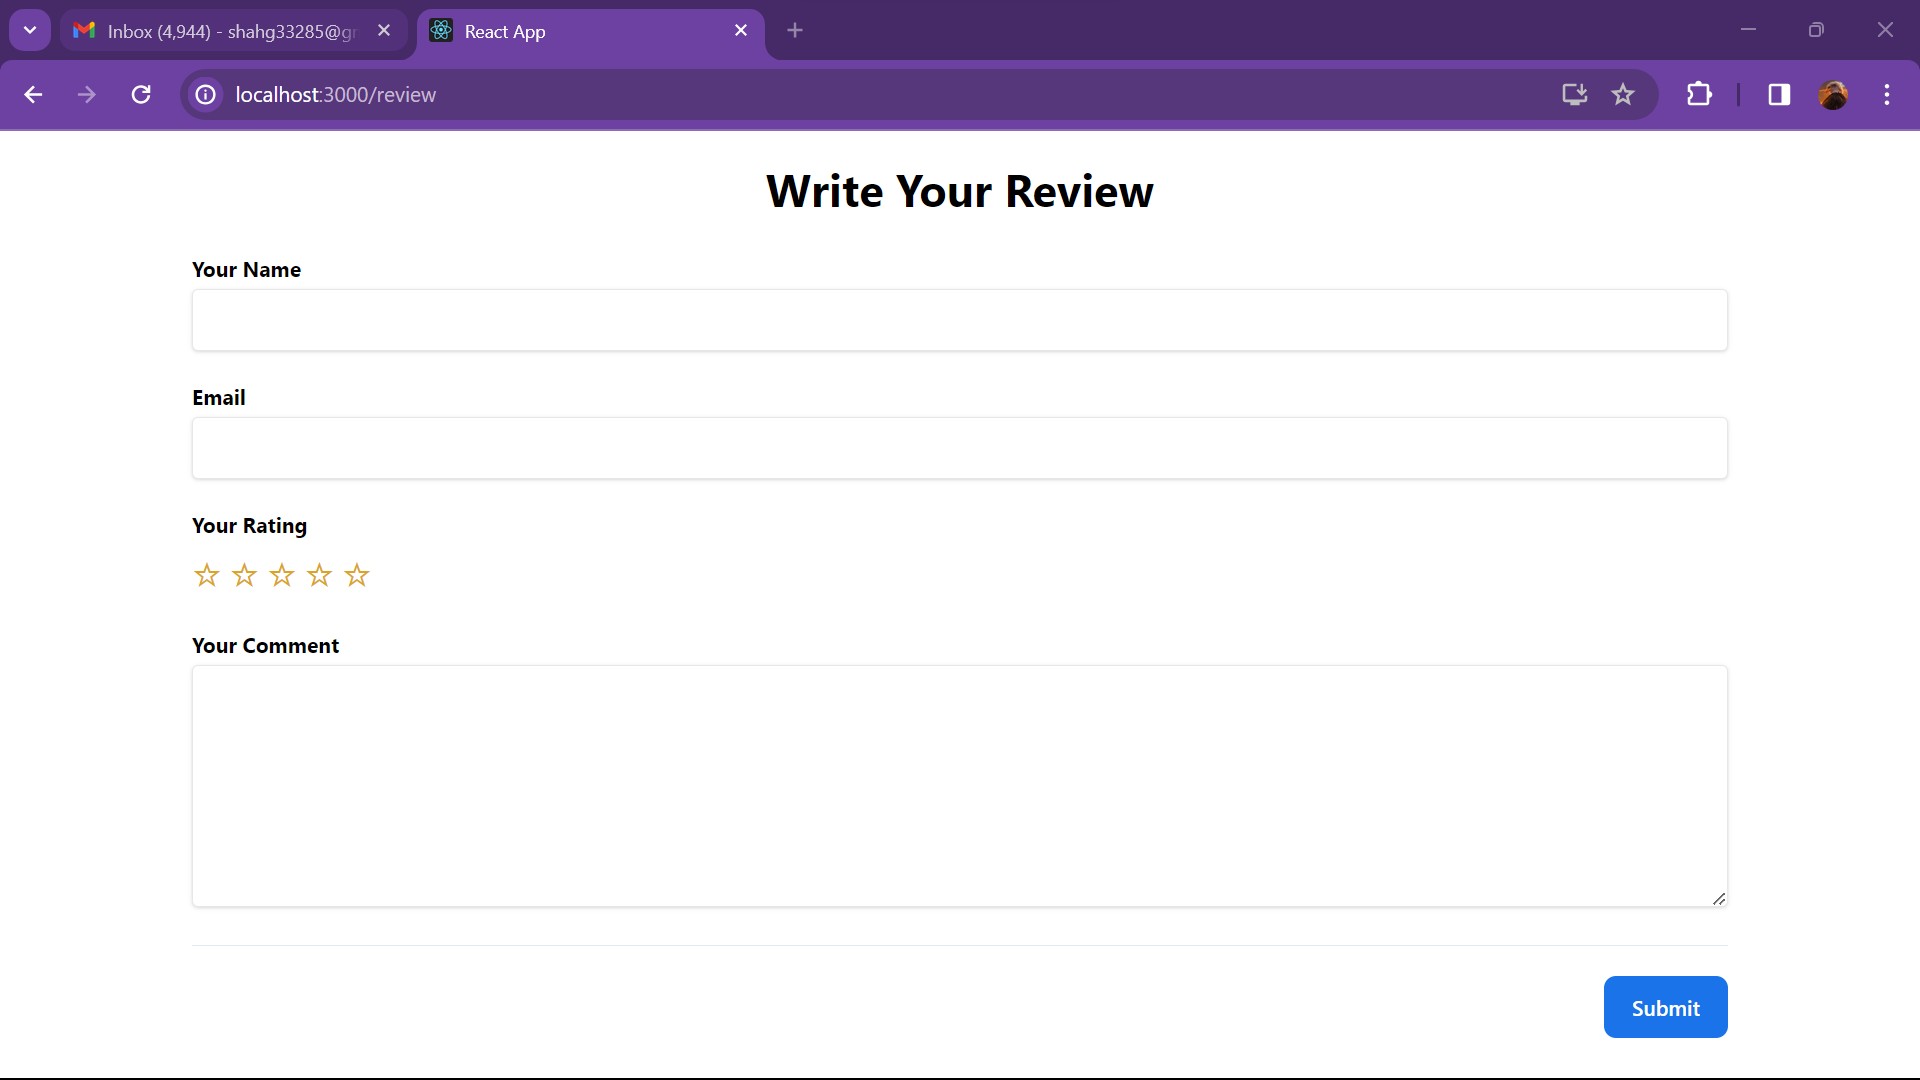 Inbox (4,944) - shahg33285@gr
React App
localhost:3000/review
Write Your Review
Your Name
Email
Your Rating
Your Comment
Submit